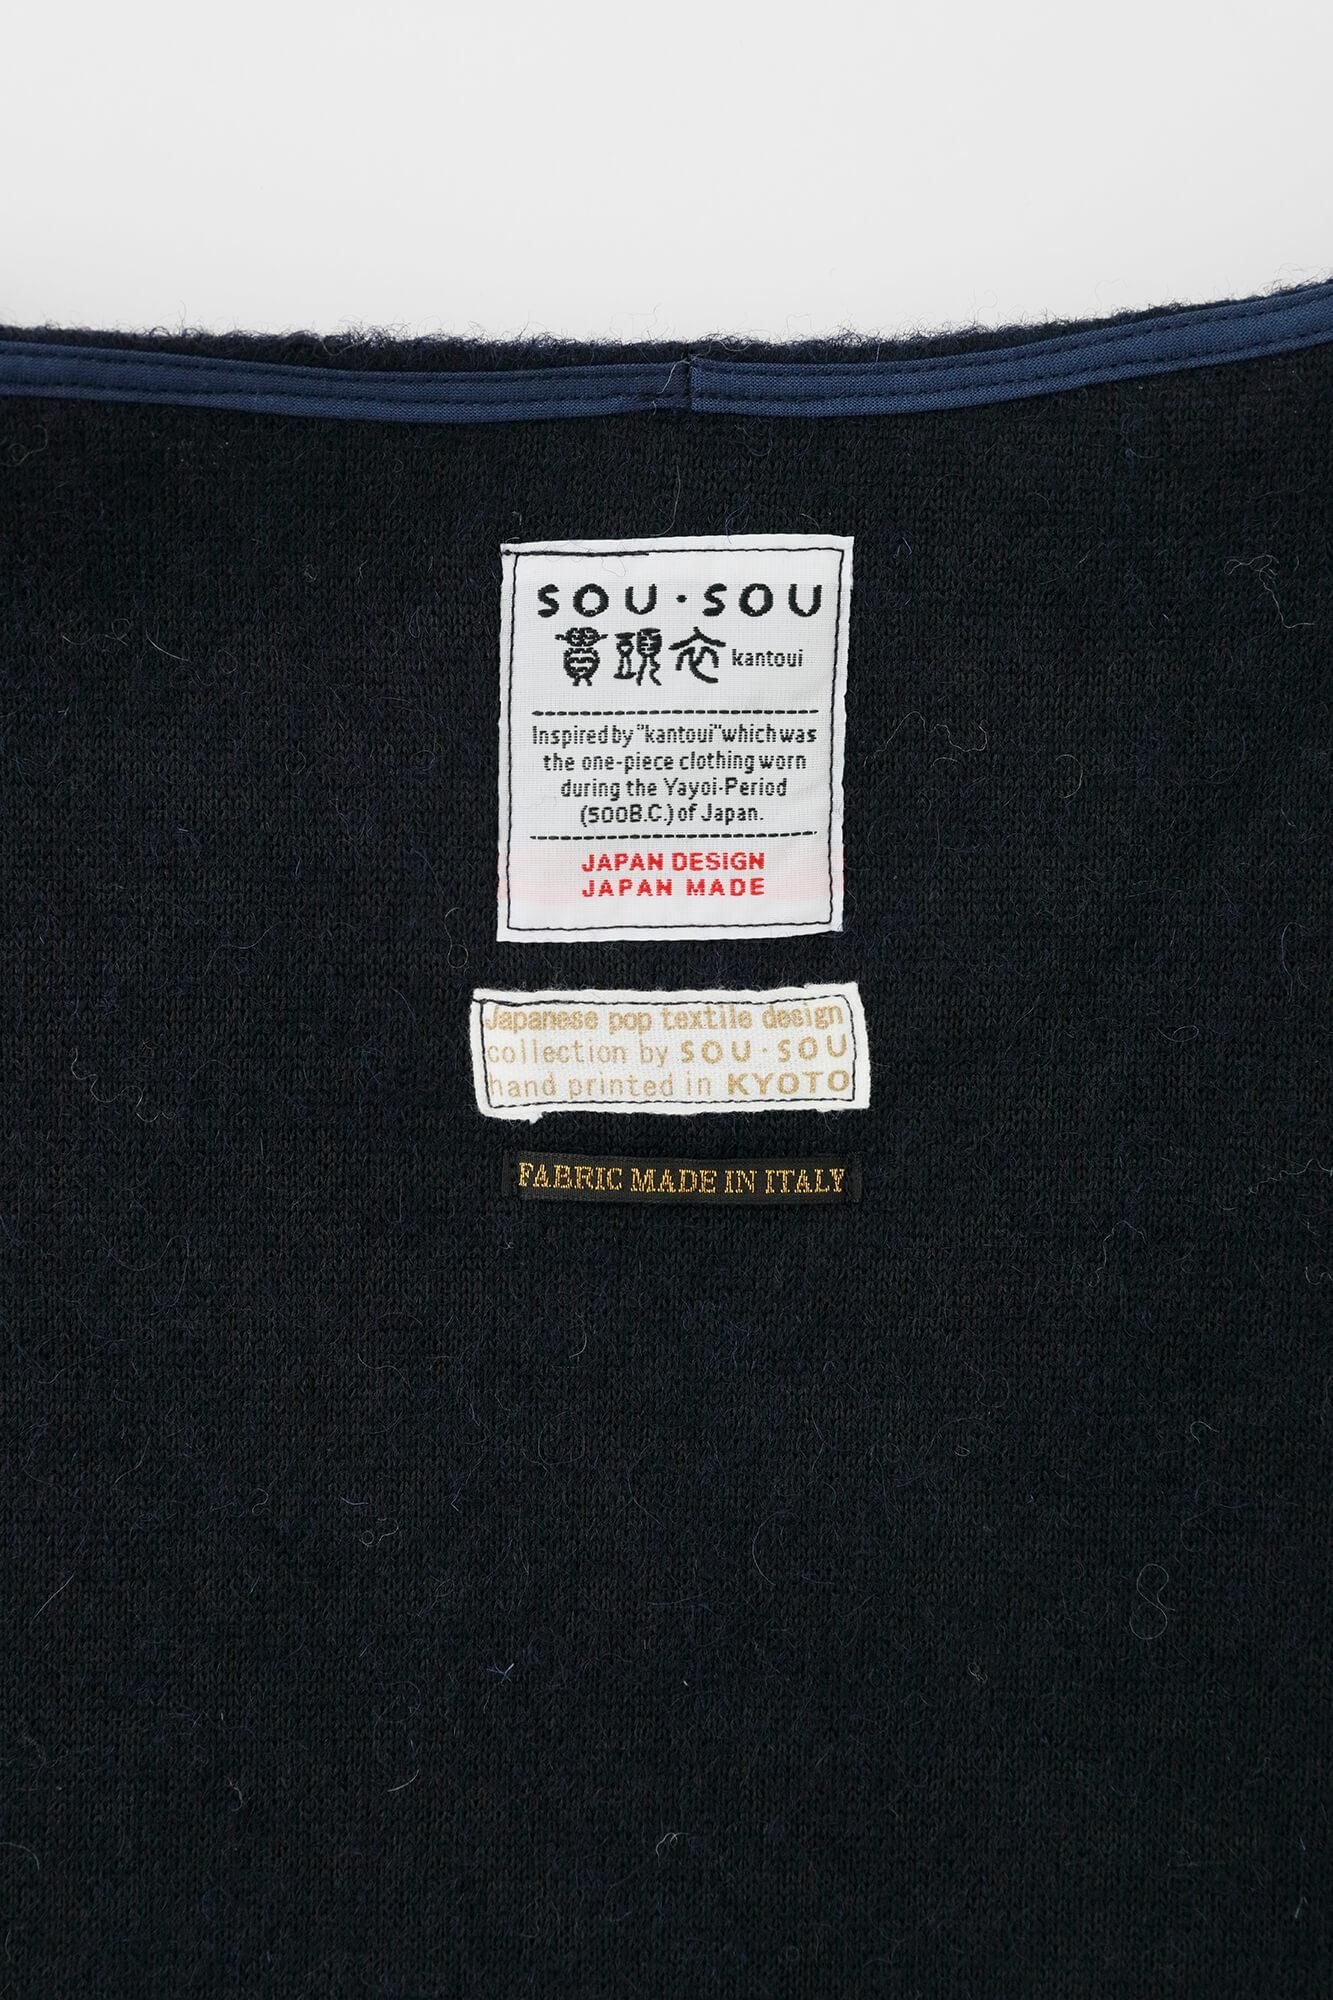 SOU・SOU
貫頭衣 kantoui
Inspired by "kantoui" which was
the one-piece clothing worn
during the Yayoi-Period
(500B.C.) of Japan.
JAPAN DESIGN
JAPAN MADE
Japanese pop textile design
collection by SOU・SOU
hand printed in KYOTO
FABRIC MADE IN ITALY